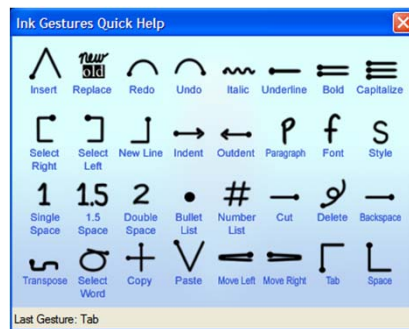 Ink Gestures Quick Help
new
old
Insert Replace Redo Undo Italic Underline Bold Capitalize
Select Right Select Left New Line Indent Outdent Paragraph Font Style
1 1.5 2 #
Single Space 1.5 Space Double Space Bullet List Number List Cut Delete Backspace
Transpose Select Word Copy Paste Move Left Move Right Tab Space
Last Gesture: Tab